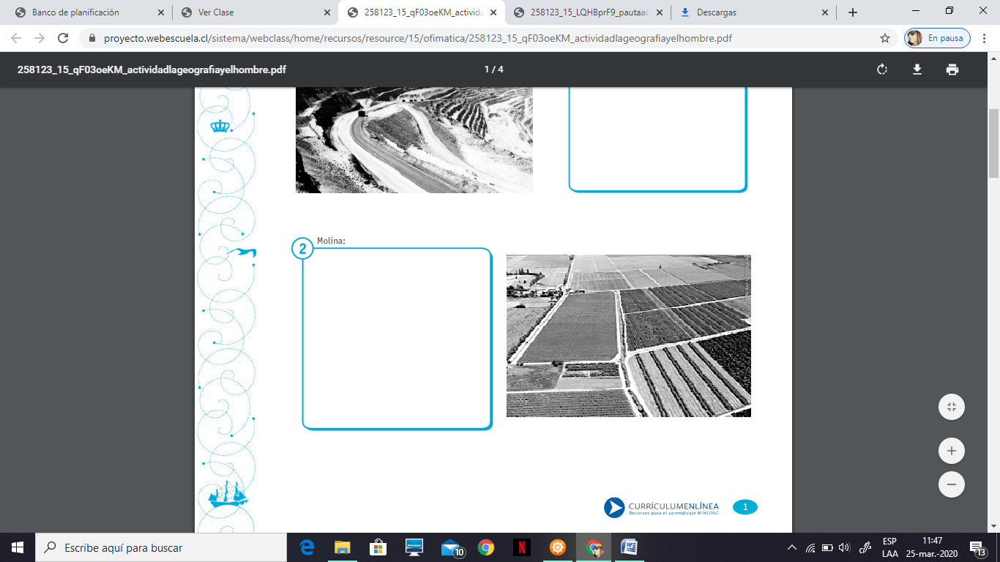 Banco de planificación
Ver Clase
258123_15_qF03oeKM_activida
258123_15_LQHBprF9_pautaac
Descargas
proyecto.webescuela.cl/sistema/webclass/home/recursos/resource/15/ofimatica/258123_15_qF03oeKM_actividadlageografiayelhombre.pdf
En pausa
258123_15_qF03oeKM_actividadlageografiayelhombre.pdf
1 / 4
2
Molina:
CURRÍCULUMENLÍNEA
Recursos para el aprendizaje MINEDUC
1
Escribe aquí para buscar
10
N
ESP
LAA
11:47
25-mar.-2020
13